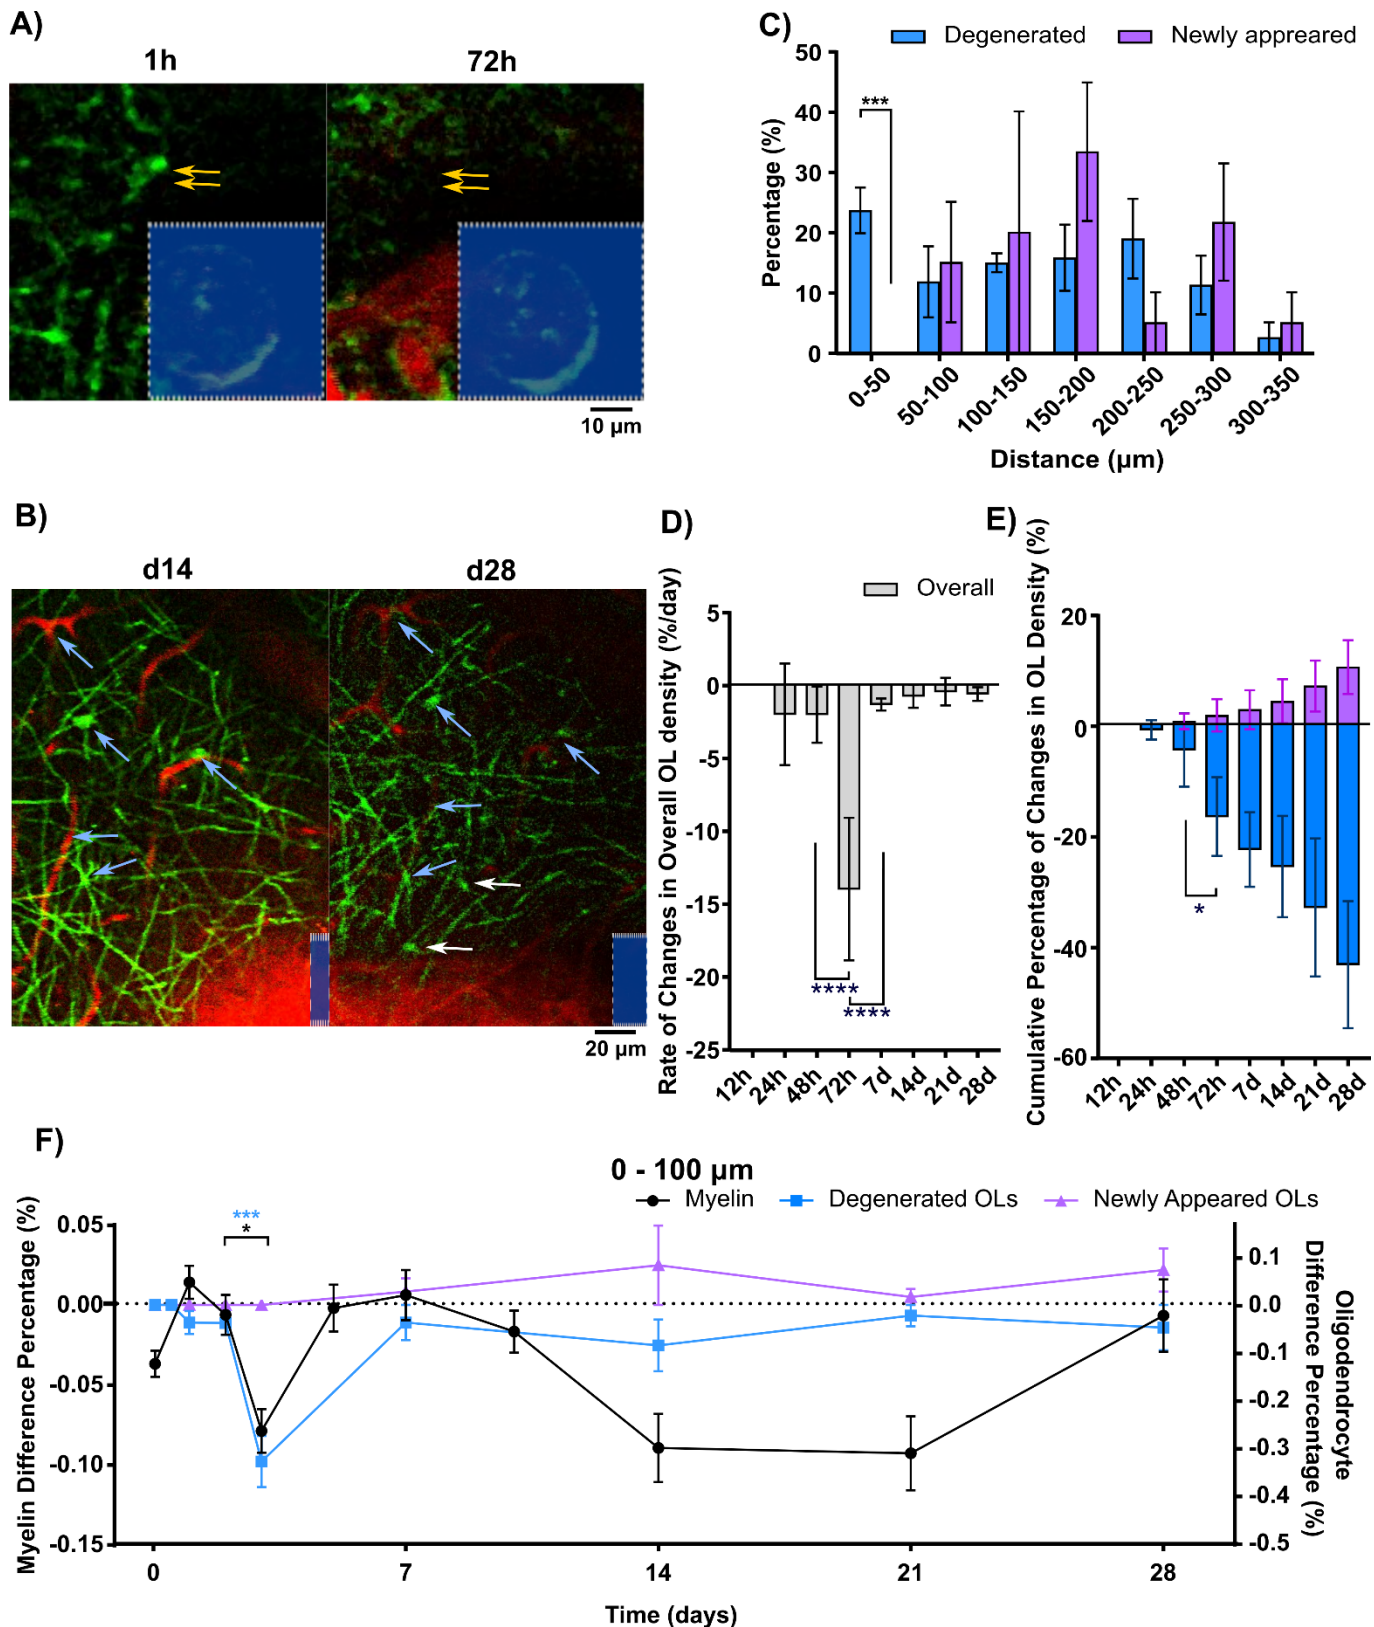 A)
1h
72h
10 µm
B)
d14
d28
20 µm
C)
Degenerated
Newly appreared
Percentage (%)
50
40
30
20
10
0
***
0-50
50-100
100-150
150-200
200-250
250-300
300-350
Distance (µm)
D)
Overall
Rate of Changes in Overall OL density (%/day)
5
0
-5
-10
-15
-20
-25
****
****
12h
24h
48h
72h
7d
14d
21d
28d
E)
Cumulative Percentage of Changes in OL Density (%)
20
0
-20
-40
-60
*
12h
24h
48h
72h
7d
14d
21d
28d
F)
0 - 100 µm
Myelin
Degenerated OLs
Newly Appeared OLs
Myelin Difference Percentage (%)
0.05
0.00
-0.05
-0.10
-0.15
***
*
0
7
14
21
28
Time (days)
0.1
0.0
-0.1
-0.2
-0.3
-0.4
-0.5
Oligodendrocyte
Difference Percentage (%)